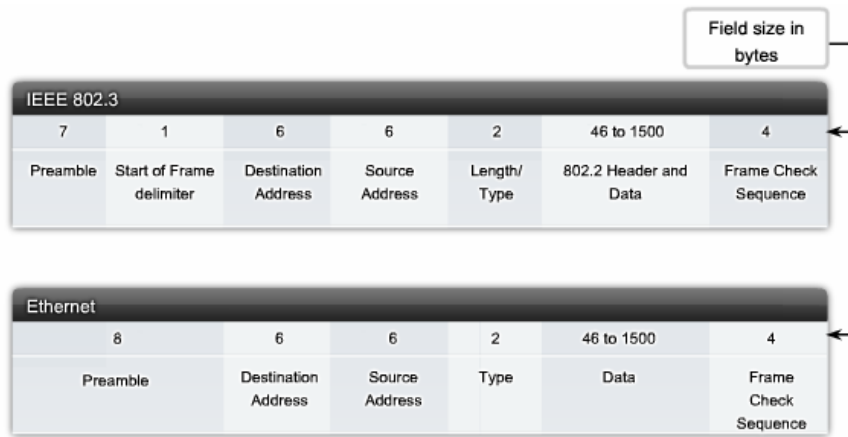 Field size in
bytes
IEEE 802.3
7 1 6 6 2 46 to 1500 4
Preamble Start of Frame Destination Source Length/ 802.2 Header and Frame Check
delimiter Address Address Type Data Sequence
Ethernet
8 6 6 2 46 to 1500 4
Preamble Destination Source Type Data Frame
Address Address Check
Sequence